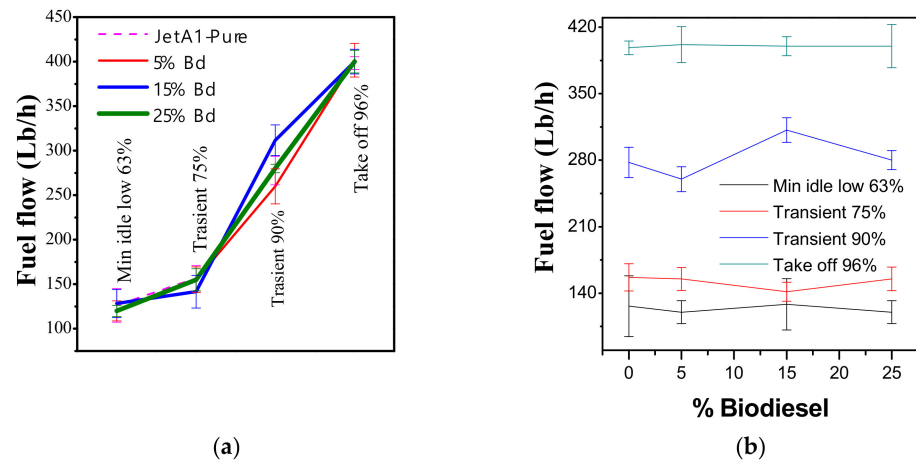 450
400
350
300
250
200
150
100
Fuel flow (Lb/h)
JetA1-Pure
5% Bd
15% Bd
25% Bd
Min idle low 63%
Trasient 75%
Trasient 90%
Take off 96%
(a)
420
350
280
210
140
Fuel flow (Lb/h)
Min idle low 63%
Transient 75%
Transient 90%
Take off 96%
0 5 10 15 20 25
% Biodiesel
(b)